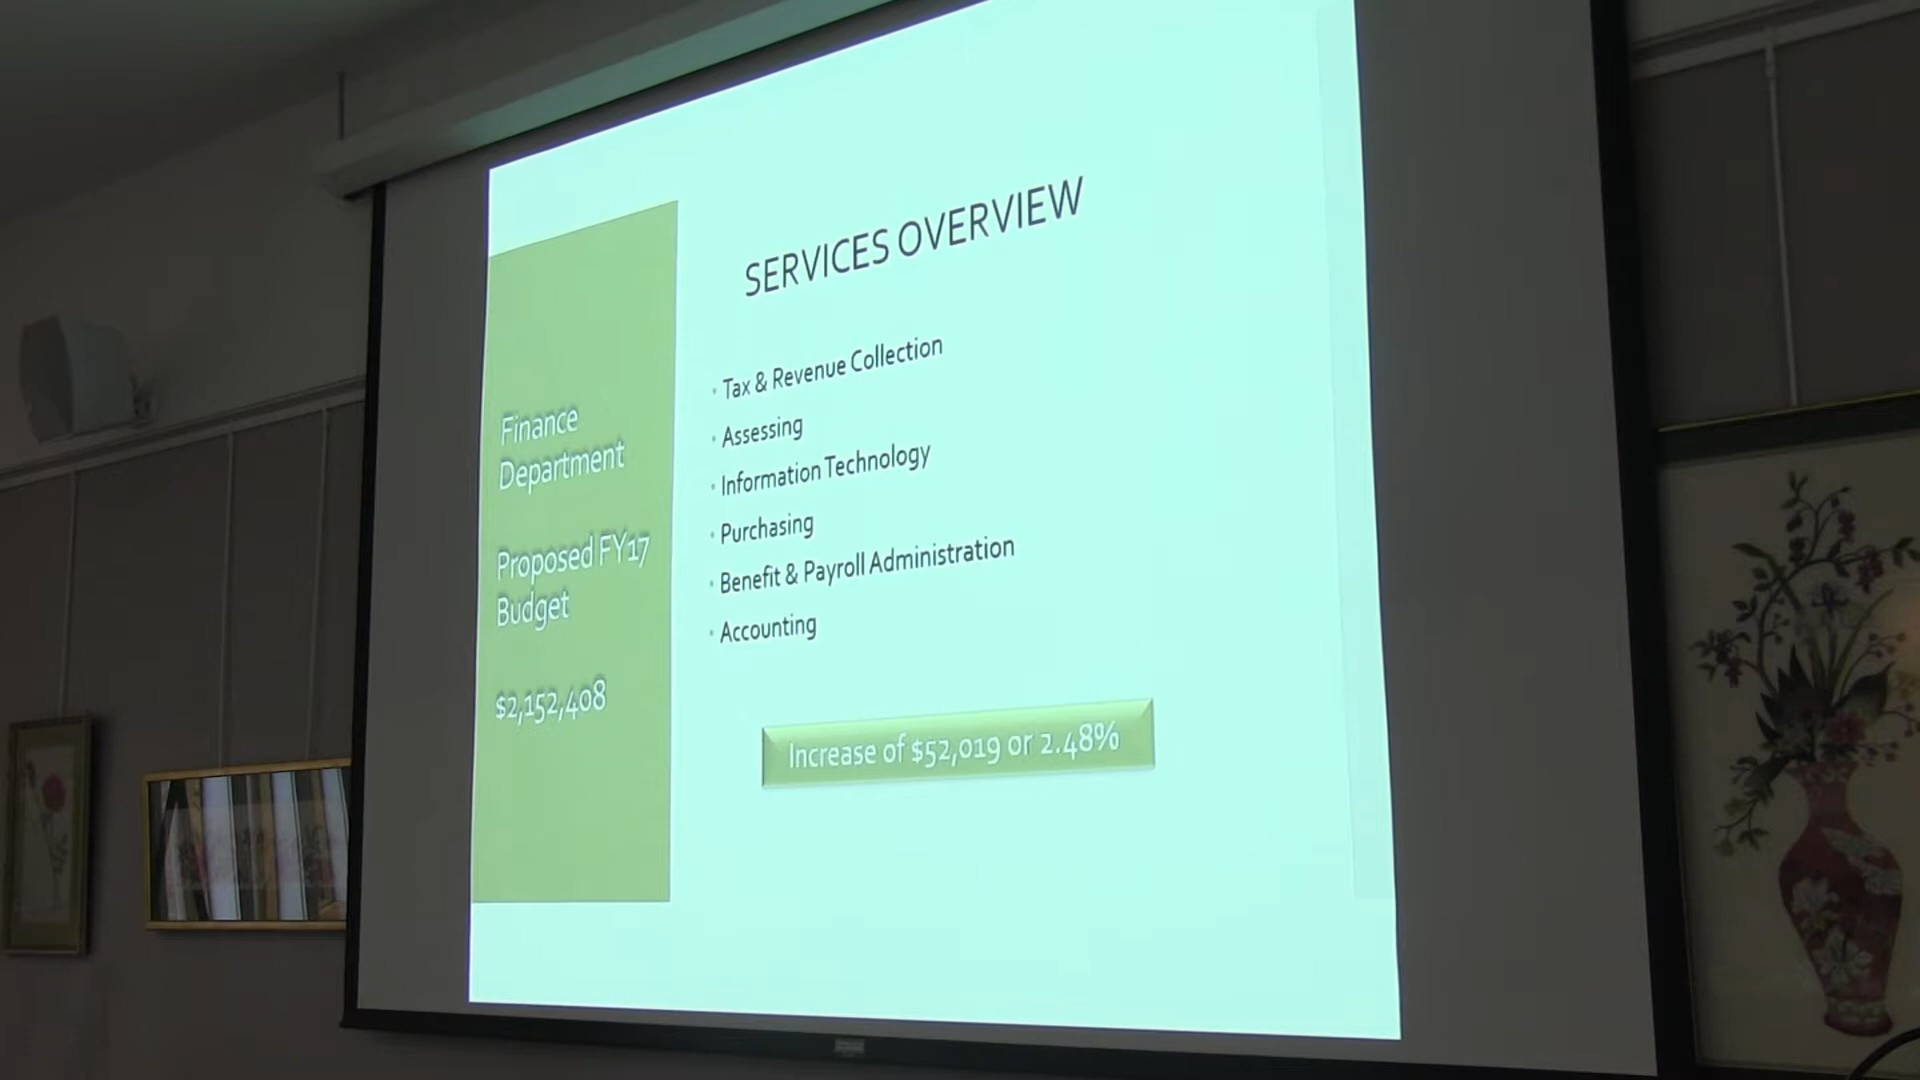 SERVICES OVERVIEW
Finance
Department
Proposed FY17
Budget
$2,152,408
• Tax & Revenue Collection
• Assessing
• Information Technology
• Purchasing
• Benefit & Payroll Administration
• Accounting
Increase of $52,019 or 2.48%